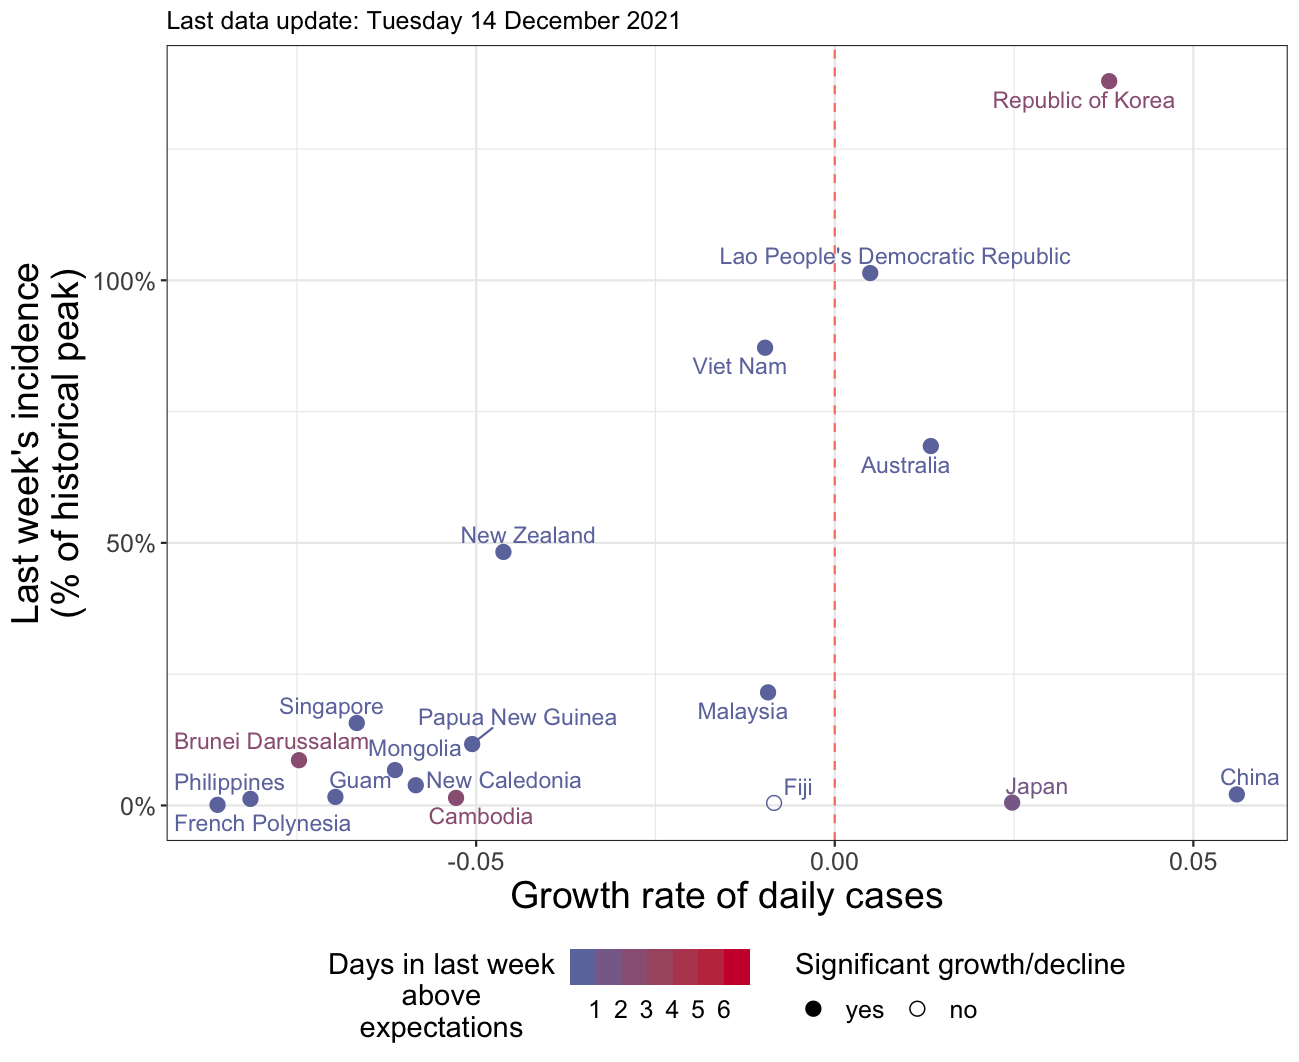 Last data update: Tuesday 14 December 2021
Republic of Korea
Lao People's Democratic Republic
100%
Viet Nam
Australia
Last week's incidence
(% of historical peak)
50%
New Zealand
Singapore
Papua New Guinea
Malaysia
Brunei Darussalam
Mongolia
Philippines
Guam
New Caledonia
Fiji
Japan
China
0%
French Polynesia
Cambodia
-0.05
0.00
0.05
Growth rate of daily cases
Days in last week
above
expectations
1 2 3 4 5 6
Significant growth/decline
yes
no